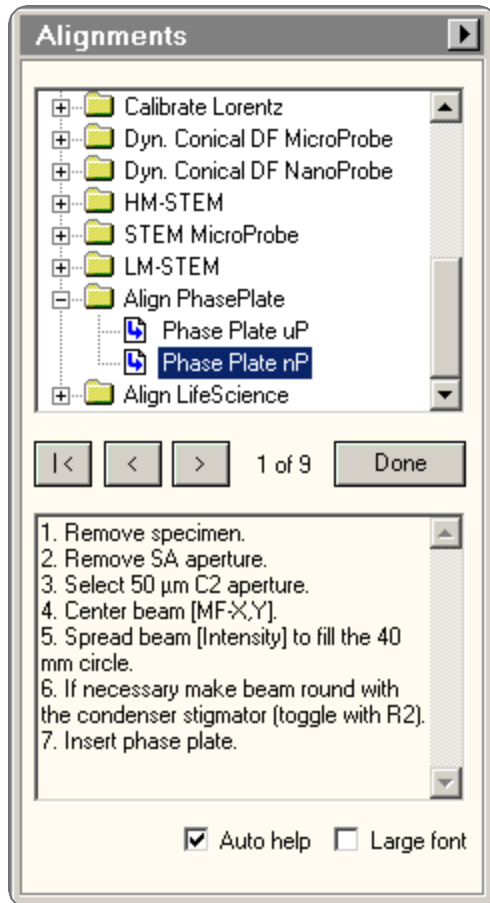 Alignments
Calibrate Lorentz
Dyn. Conical DF MicroProbe
Dyn. Conical DF NanoProbe
HM-STEM
STEM MicroProbe
LM-STEM
Align PhasePlate
Phase Plate uP
Phase Plate nP
Align LifeScience
|< < > 1 of 9 Done
1. Remove specimen.
2. Remove SA aperture.
3. Select 50 µm C2 aperture.
4. Center beam [MF-X,Y].
5. Spread beam [Intensity] to fill the 40
mm circle.
6. If necessary make beam round with
the condenser stigmator (toggle with R2).
7. Insert phase plate.
Auto help Large font